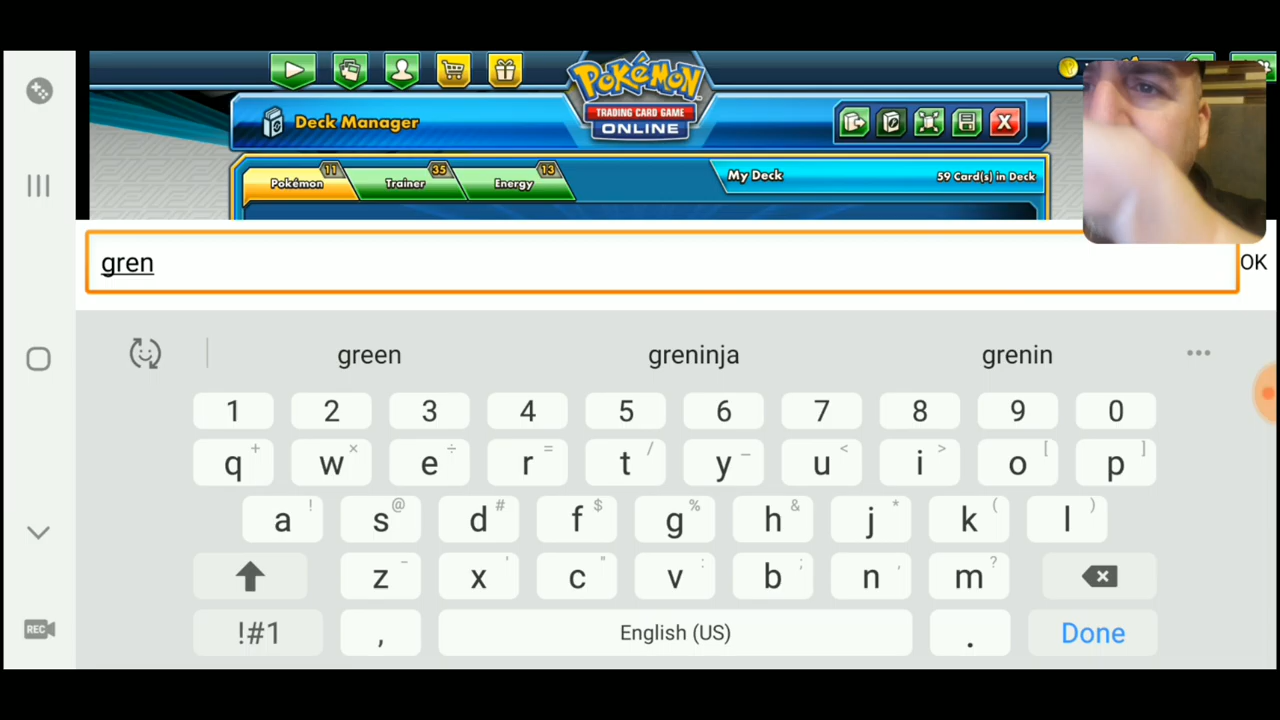 POKéMON
TRADING CARD GAME
ONLINE
Deck Manager
Pokémon 11
Trainer 35
Energy 13
My Deck
59 Card(s) in Deck
gren
OK
green greninja grenin
1 2 3 4 5 6 7 8 9 0
q + w × e ÷ r = t / y _ u < i > o [ p ]
a ! s @ d # f $ g % h & j * k ( l )
z - x ' c " v : b ; n , m ?
!#1 , English (US) . Done
REC